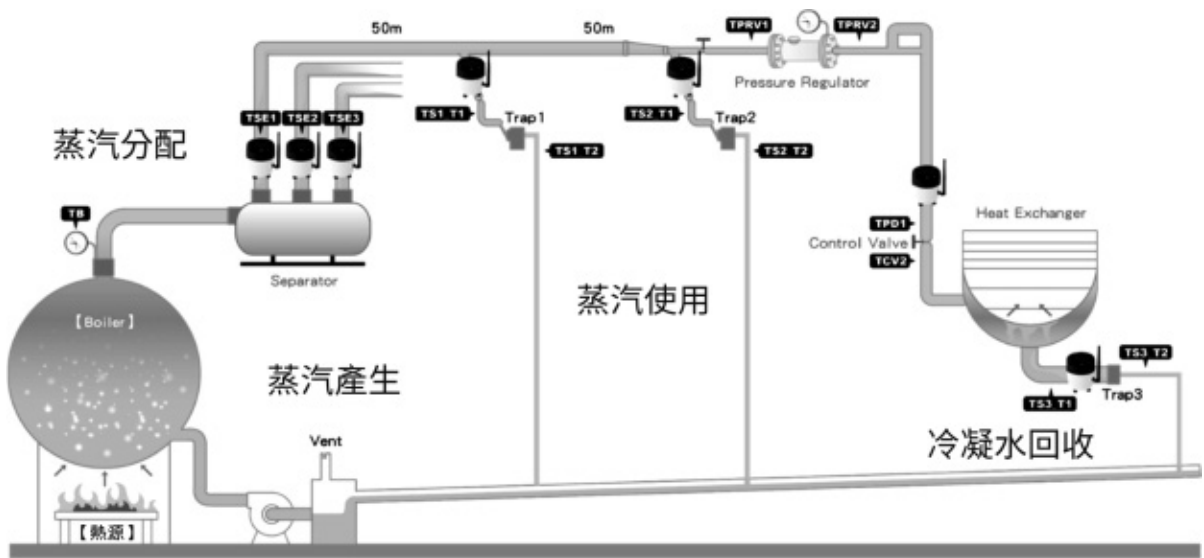 50m
50m
TPRV1
TPRV2
Pressure Regulator
TSE1
TSE2
TSE3
TS1 T1
Trap1
TS2 T1
Trap2
TS1 T2
TS2 T2
蒸汽分配
TB
Separator
TPD1
Control Valve
TCV2
Heat Exchanger
【Boiler】
蒸汽使用
蒸汽產生
TS3 T2
TS3 T1
Trap3
冷凝水回收
Vent
【熱源】